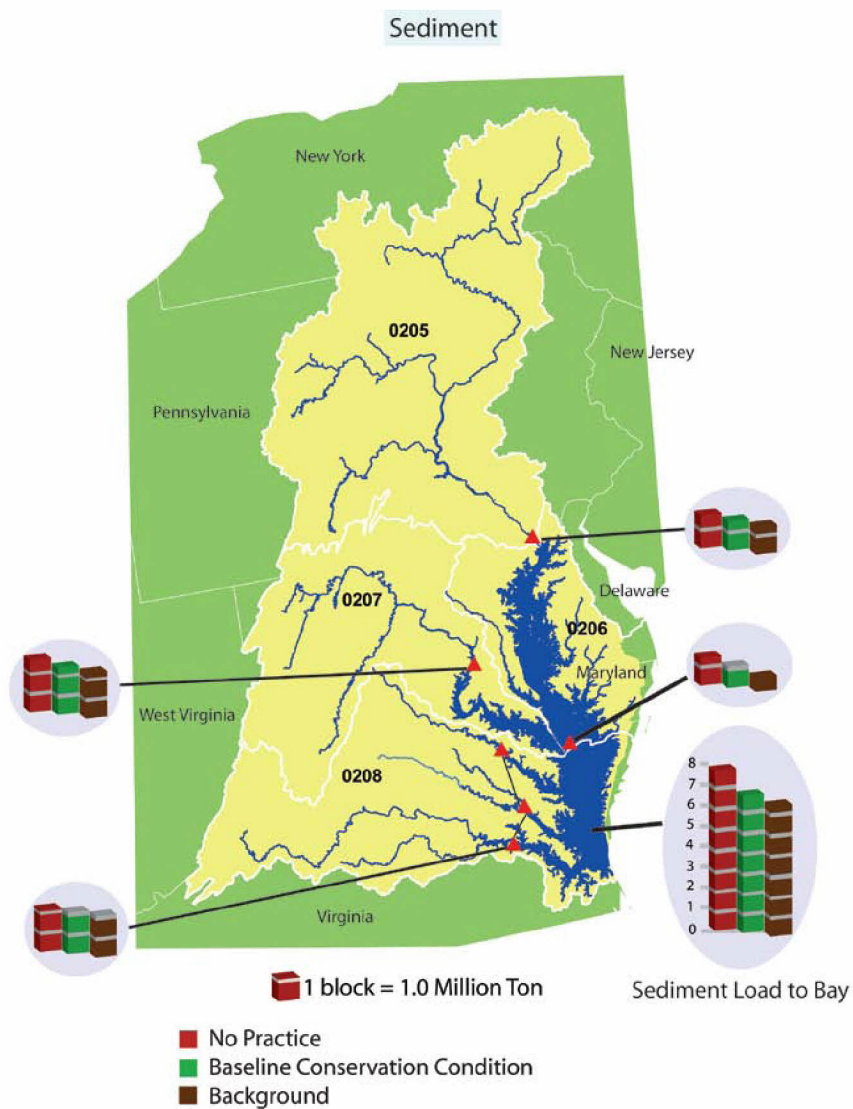 Sediment
New York
0205
New Jersey
Pennsylvania
Delaware
0207
0206
Maryland
West Virginia
0208
8
7
6
5
4
3
2
1
0
Virginia
1 block = 1.0 Million Ton
Sediment Load to Bay
No Practice
Baseline Conservation Condition
Background